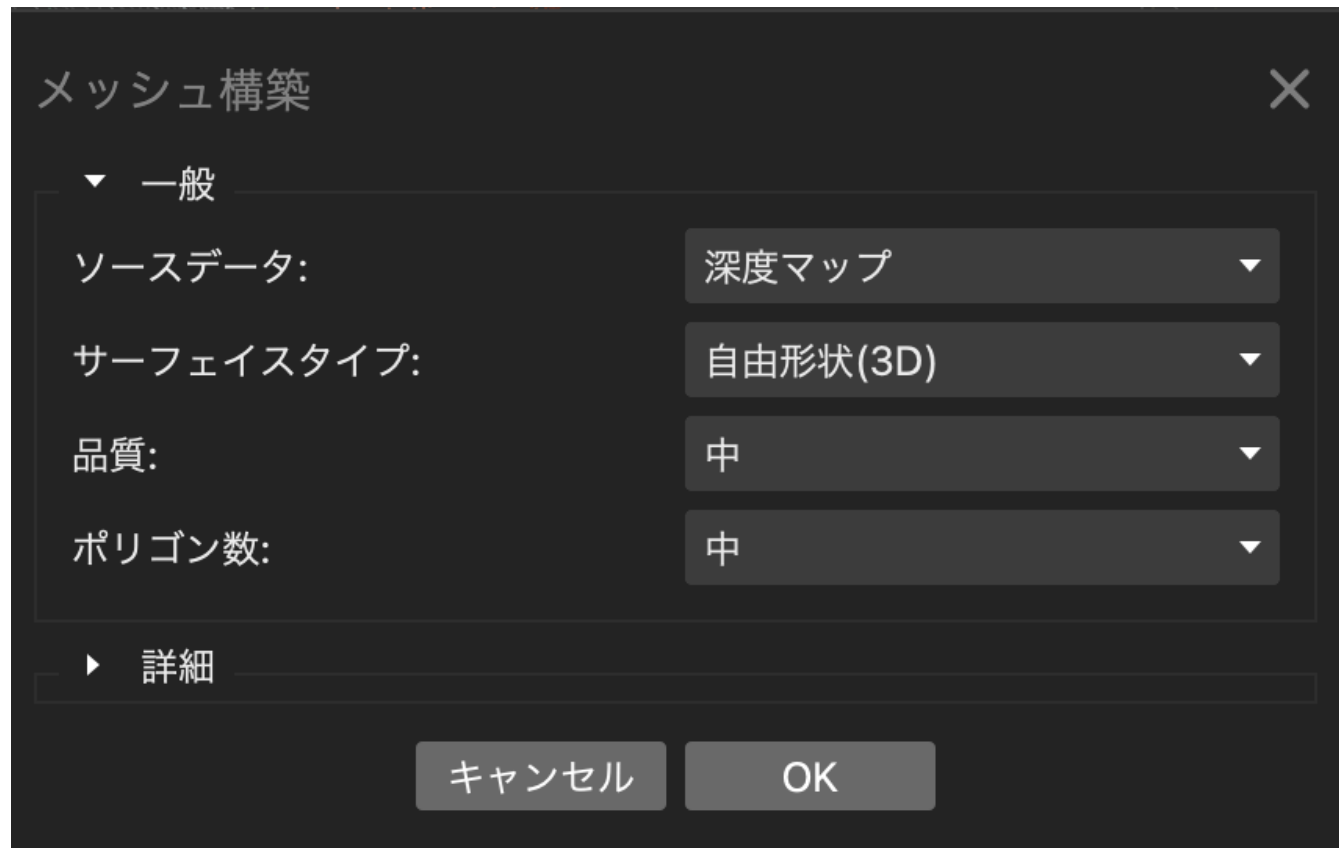 メッシュ構築
一般
ソースデータ: 深度マップ
サーフェイスタイプ: 自由形状(3D)
品質: 中
ポリゴン数: 中
詳細
キャンセル OK